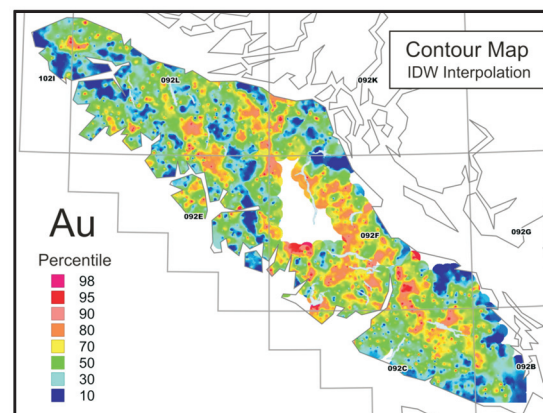 Contour Map
IDW Interpolation
102I
092L
092K
092E
092F
092G
092C
092B
Au
Percentile
98
95
90
80
70
50
30
10